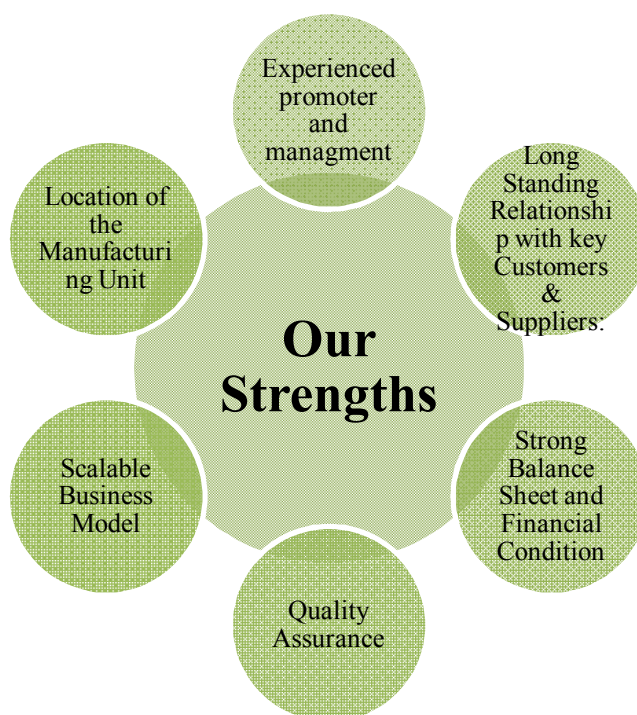 Experienced
promoter
and
managment
Long
Standing
Relationshi
p with key
Customers
&
Suppliers:
Location of
the
Manufacturi
ng Unit
Our
Strengths
Scalable
Business
Model
Strong
Balance
Sheet and
Financial
Condition
Quality
Assurance